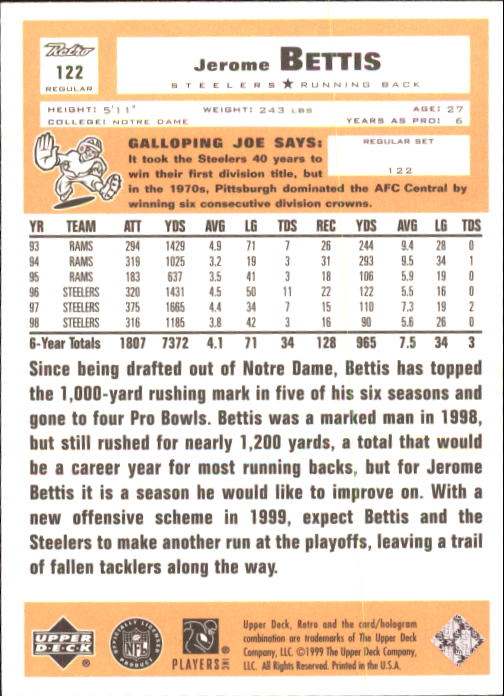 Retro
122
REGULAR
Jerome BETTIS
STEELERS ★ RUNNING BACK
HEIGHT: 5'11" WEIGHT: 243 LBS AGE: 27
COLLEGE: NOTRE DAME YEARS AS PRO: 6
GALLOPING JOE SAYS:
It took the Steelers 40 years to
win their first division title, but
in the 1970s, Pittsburgh dominated the AFC Central by
winning six consecutive division crowns.
REGULAR SET
122
YR TEAM ATT YDS AVG LG TDS REC YDS AVG LG TD
93 RAMS 294 1429 4.9 71 7 26 244 9.4 28 0
94 RAMS 319 1025 3.2 19 3 31 293 9.5 34 1
95 RAMS 183 637 3.5 41 3 18 106 5.9 19 0
96 STEELERS 320 1431 4.5 50 11 22 122 5.5 16 0
97 STEELERS 375 1665 4.4 34 7 15 110 7.3 19 2
98 STEELERS 316 1185 3.8 42 3 16 90 5.6 26 0
6-Year Totals 1807 7372 4.1 71 34 128 965 7.5 34 3
Since being drafted out of Notre Dame, Bettis has topped
the 1,000-yard rushing mark in five of his six seasons and
gone to four Pro Bowls. Bettis was a marked man in 1998,
but still rushed for nearly 1,200 yards, a total that would
be a career year for most running backs, but for Jerome
Bettis it is a season he would like to improve on. With a
new offensive scheme in 1999, expect Bettis and the
Steelers to make another run at the playoffs, leaving a trail
of fallen tacklers along the way.
UPPER
DECK ®
OFFICIALLY LICENSED
NFL
PLAYERS INC
Upper Deck, Retro and the card/hologram
combination are trademarks of The Upper Deck
Company, LLC. ©1999 The Upper Deck Company,
LLC. All Rights Reserved. Printed in the U.S.A.